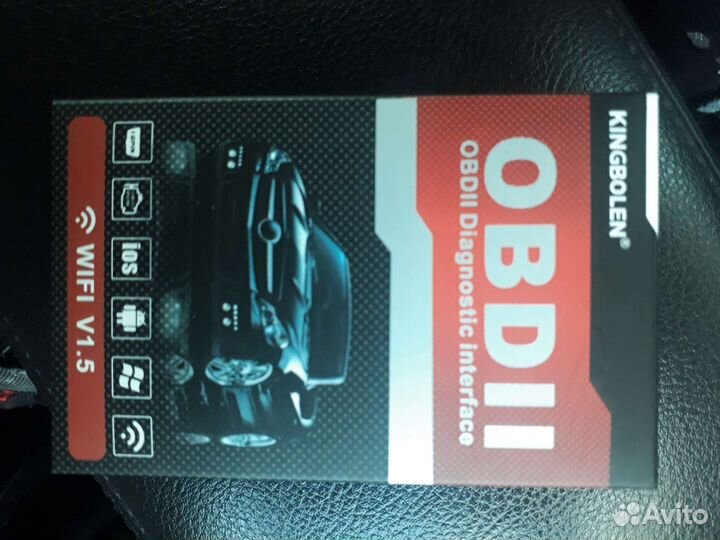 KINGBOLEN®
OBDII
OBDII Diagnostic interface
ios
WIFI V1.5
Avito